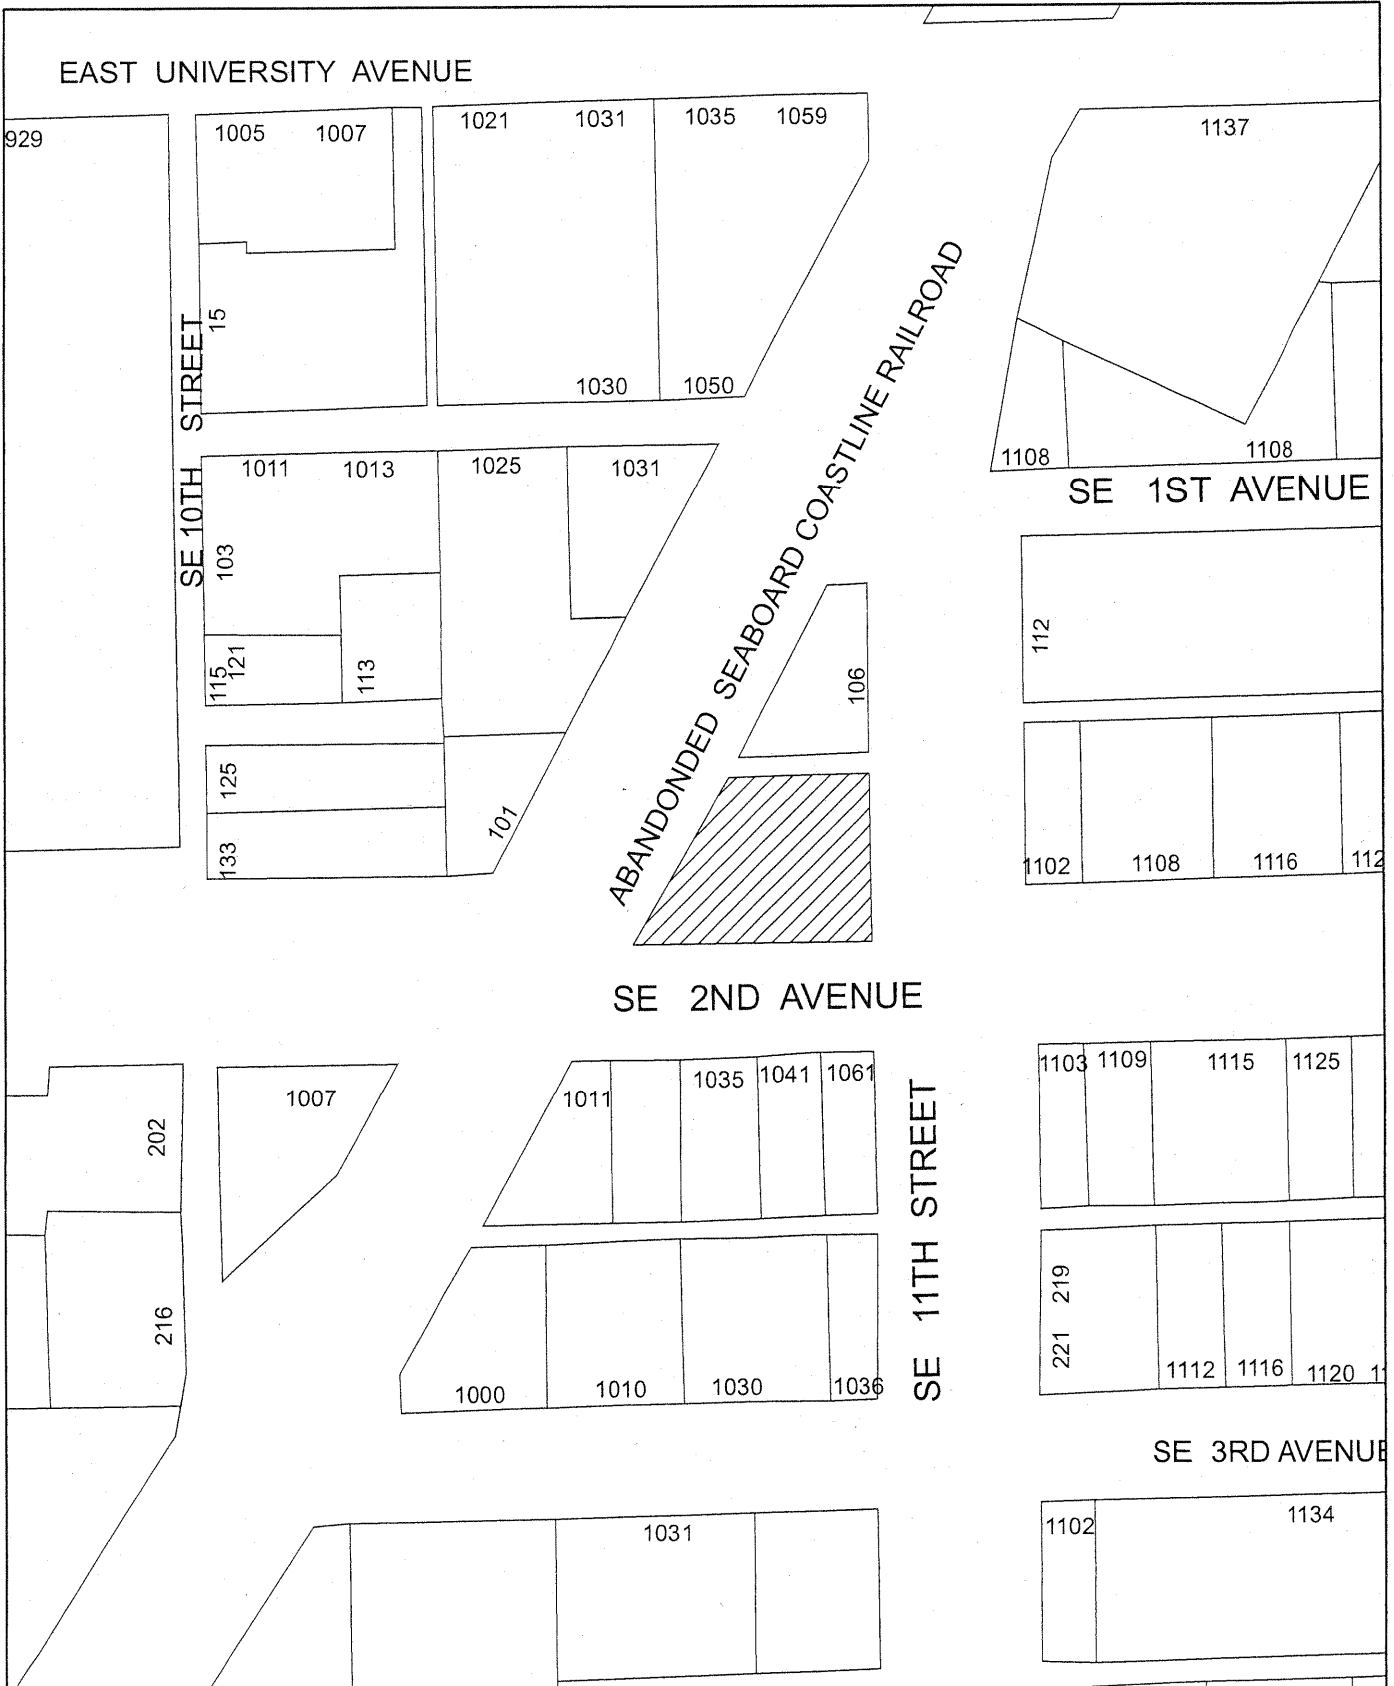 EAST UNIVERSITY AVENUE
929
1005 1007
1021 1031 1035 1059
1137
15
SE 10TH STREET
1030 1050
ABANDONDED SEABOARD COASTLINE RAILROAD
1108 1108
SE 1ST AVENUE
1011 1013 1025 1031
103
112
115
121
113
106
125
133
101
1102 1108 1116 112
SE 2ND AVENUE
1007
1011 1035 1041 1061
1103 1109 1115 1125
202
SE 11TH STREET
216
219
221
1000 1010 1030 1036
1112 1116 1120 11
SE 3RD AVENUE
1031
1102 1134